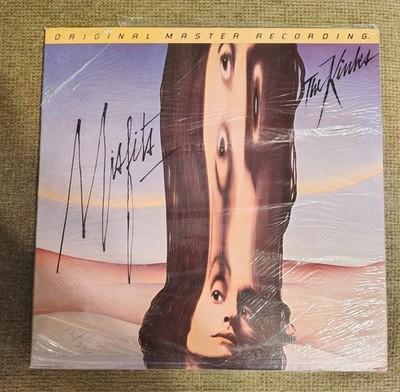 ORIGINAL MASTER RECORDING
The Kinks
Misfits